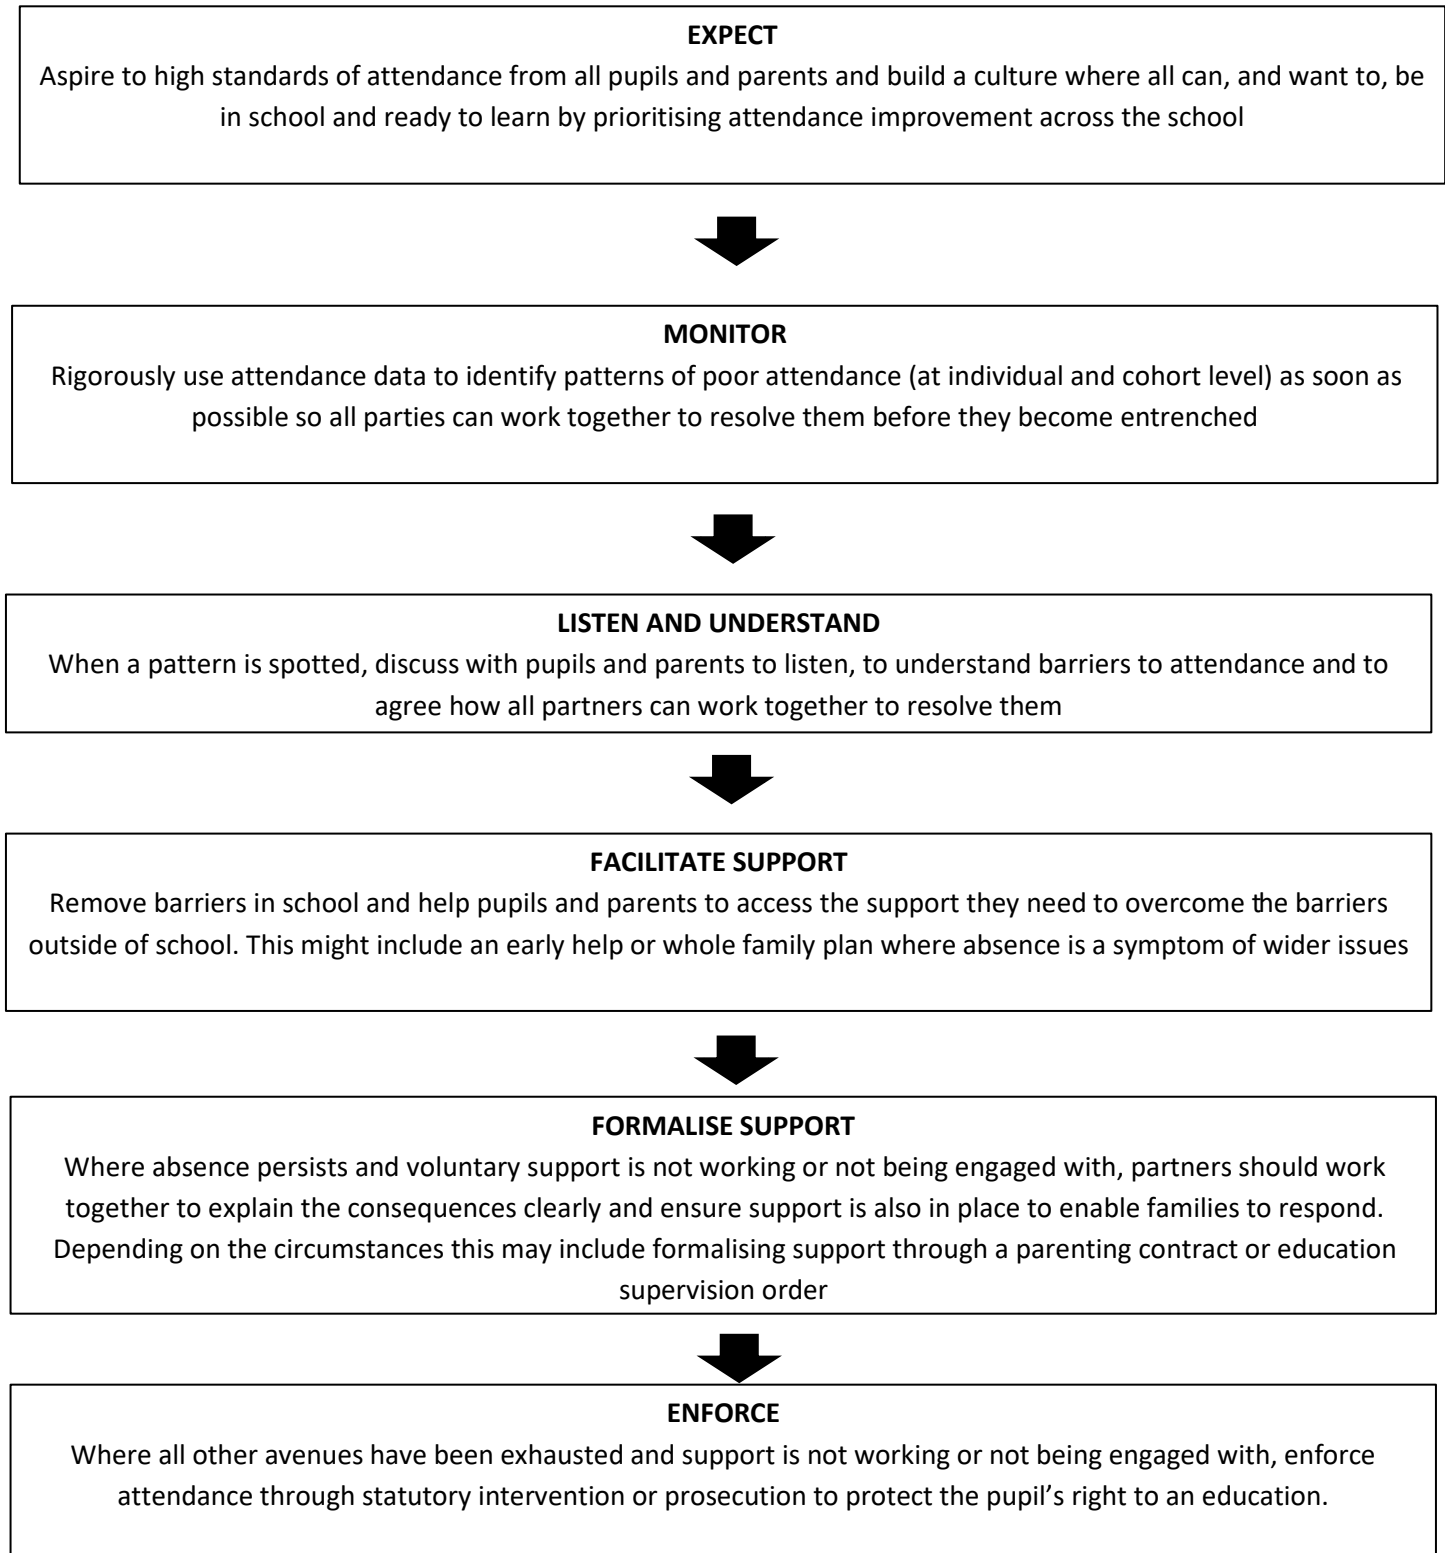 EXPECT
Aspire to high standards of attendance from all pupils and parents and build a culture where all can, and want to, be
in school and ready to learn by prioritising attendance improvement across the school
MONITOR
Rigorously use attendance data to identify patterns of poor attendance (at individual and cohort level) as soon as
possible so all parties can work together to resolve them before they become entrenched
LISTEN AND UNDERSTAND
When a pattern is spotted, discuss with pupils and parents to listen, to understand barriers to attendance and to
agree how all partners can work together to resolve them
FACILITATE SUPPORT
Remove barriers in school and help pupils and parents to access the support they need to overcome the barriers
outside of school. This might include an early help or whole family plan where absence is a symptom of wider issues
FORMALISE SUPPORT
Where absence persists and voluntary support is not working or not being engaged with, partners should work
together to explain the consequences clearly and ensure support is also in place to enable families to respond.
Depending on the circumstances this may include formalising support through a parenting contract or education
supervision order
ENFORCE
Where all other avenues have been exhausted and support is not working or not being engaged with, enforce
attendance through statutory intervention or prosecution to protect the pupil’s right to an education.